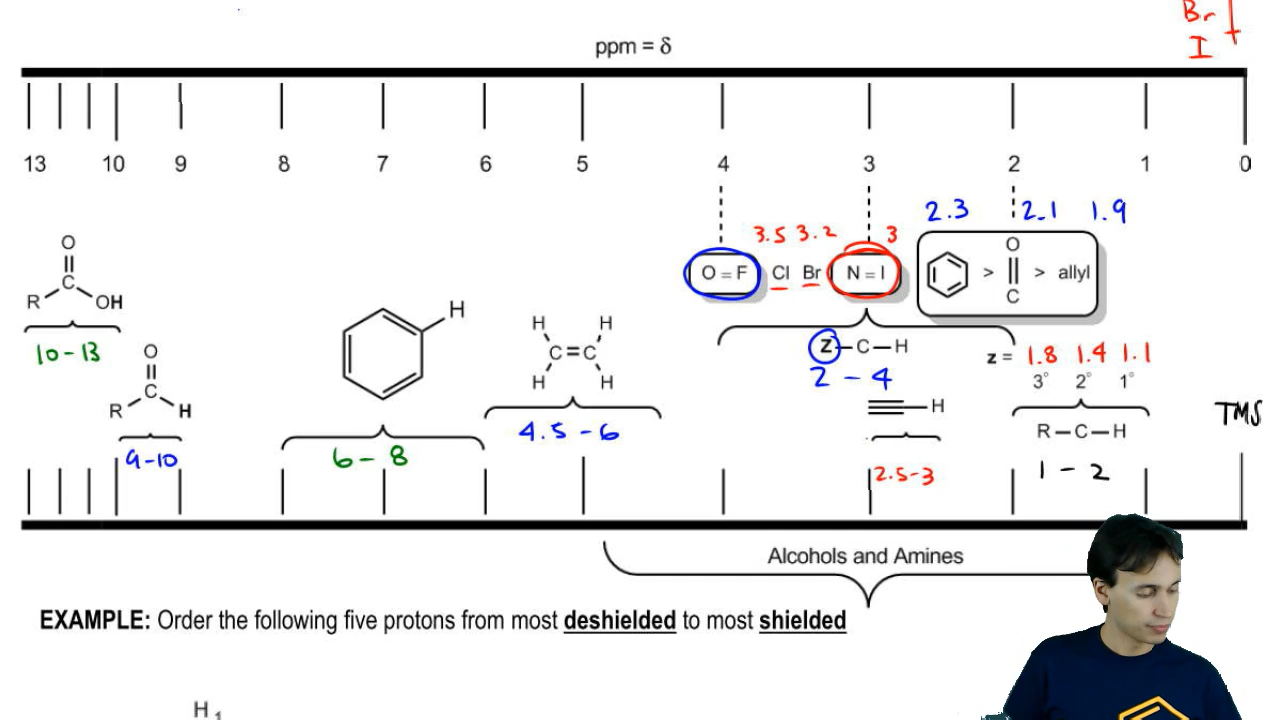 Br
I
ppm = δ
13 10 9 8 7 6 5 4 3 2 1 0
2.3 2.1 1.9
3.5 3.2 3
O = F Cl Br N = I > O C > allyl
O
R C OH
10-13
O
R C H
9-10
H
6-8
H H
C=C
H H
4.5-6
Z-C-H
2-4
≡-H
2.5-3
z = 1.8 1.4 1.1
3° 2° 1°
R-C-H
1-2
TMS
Alcohols and Amines
EXAMPLE: Order the following five protons from most deshielded to most shielded
H1